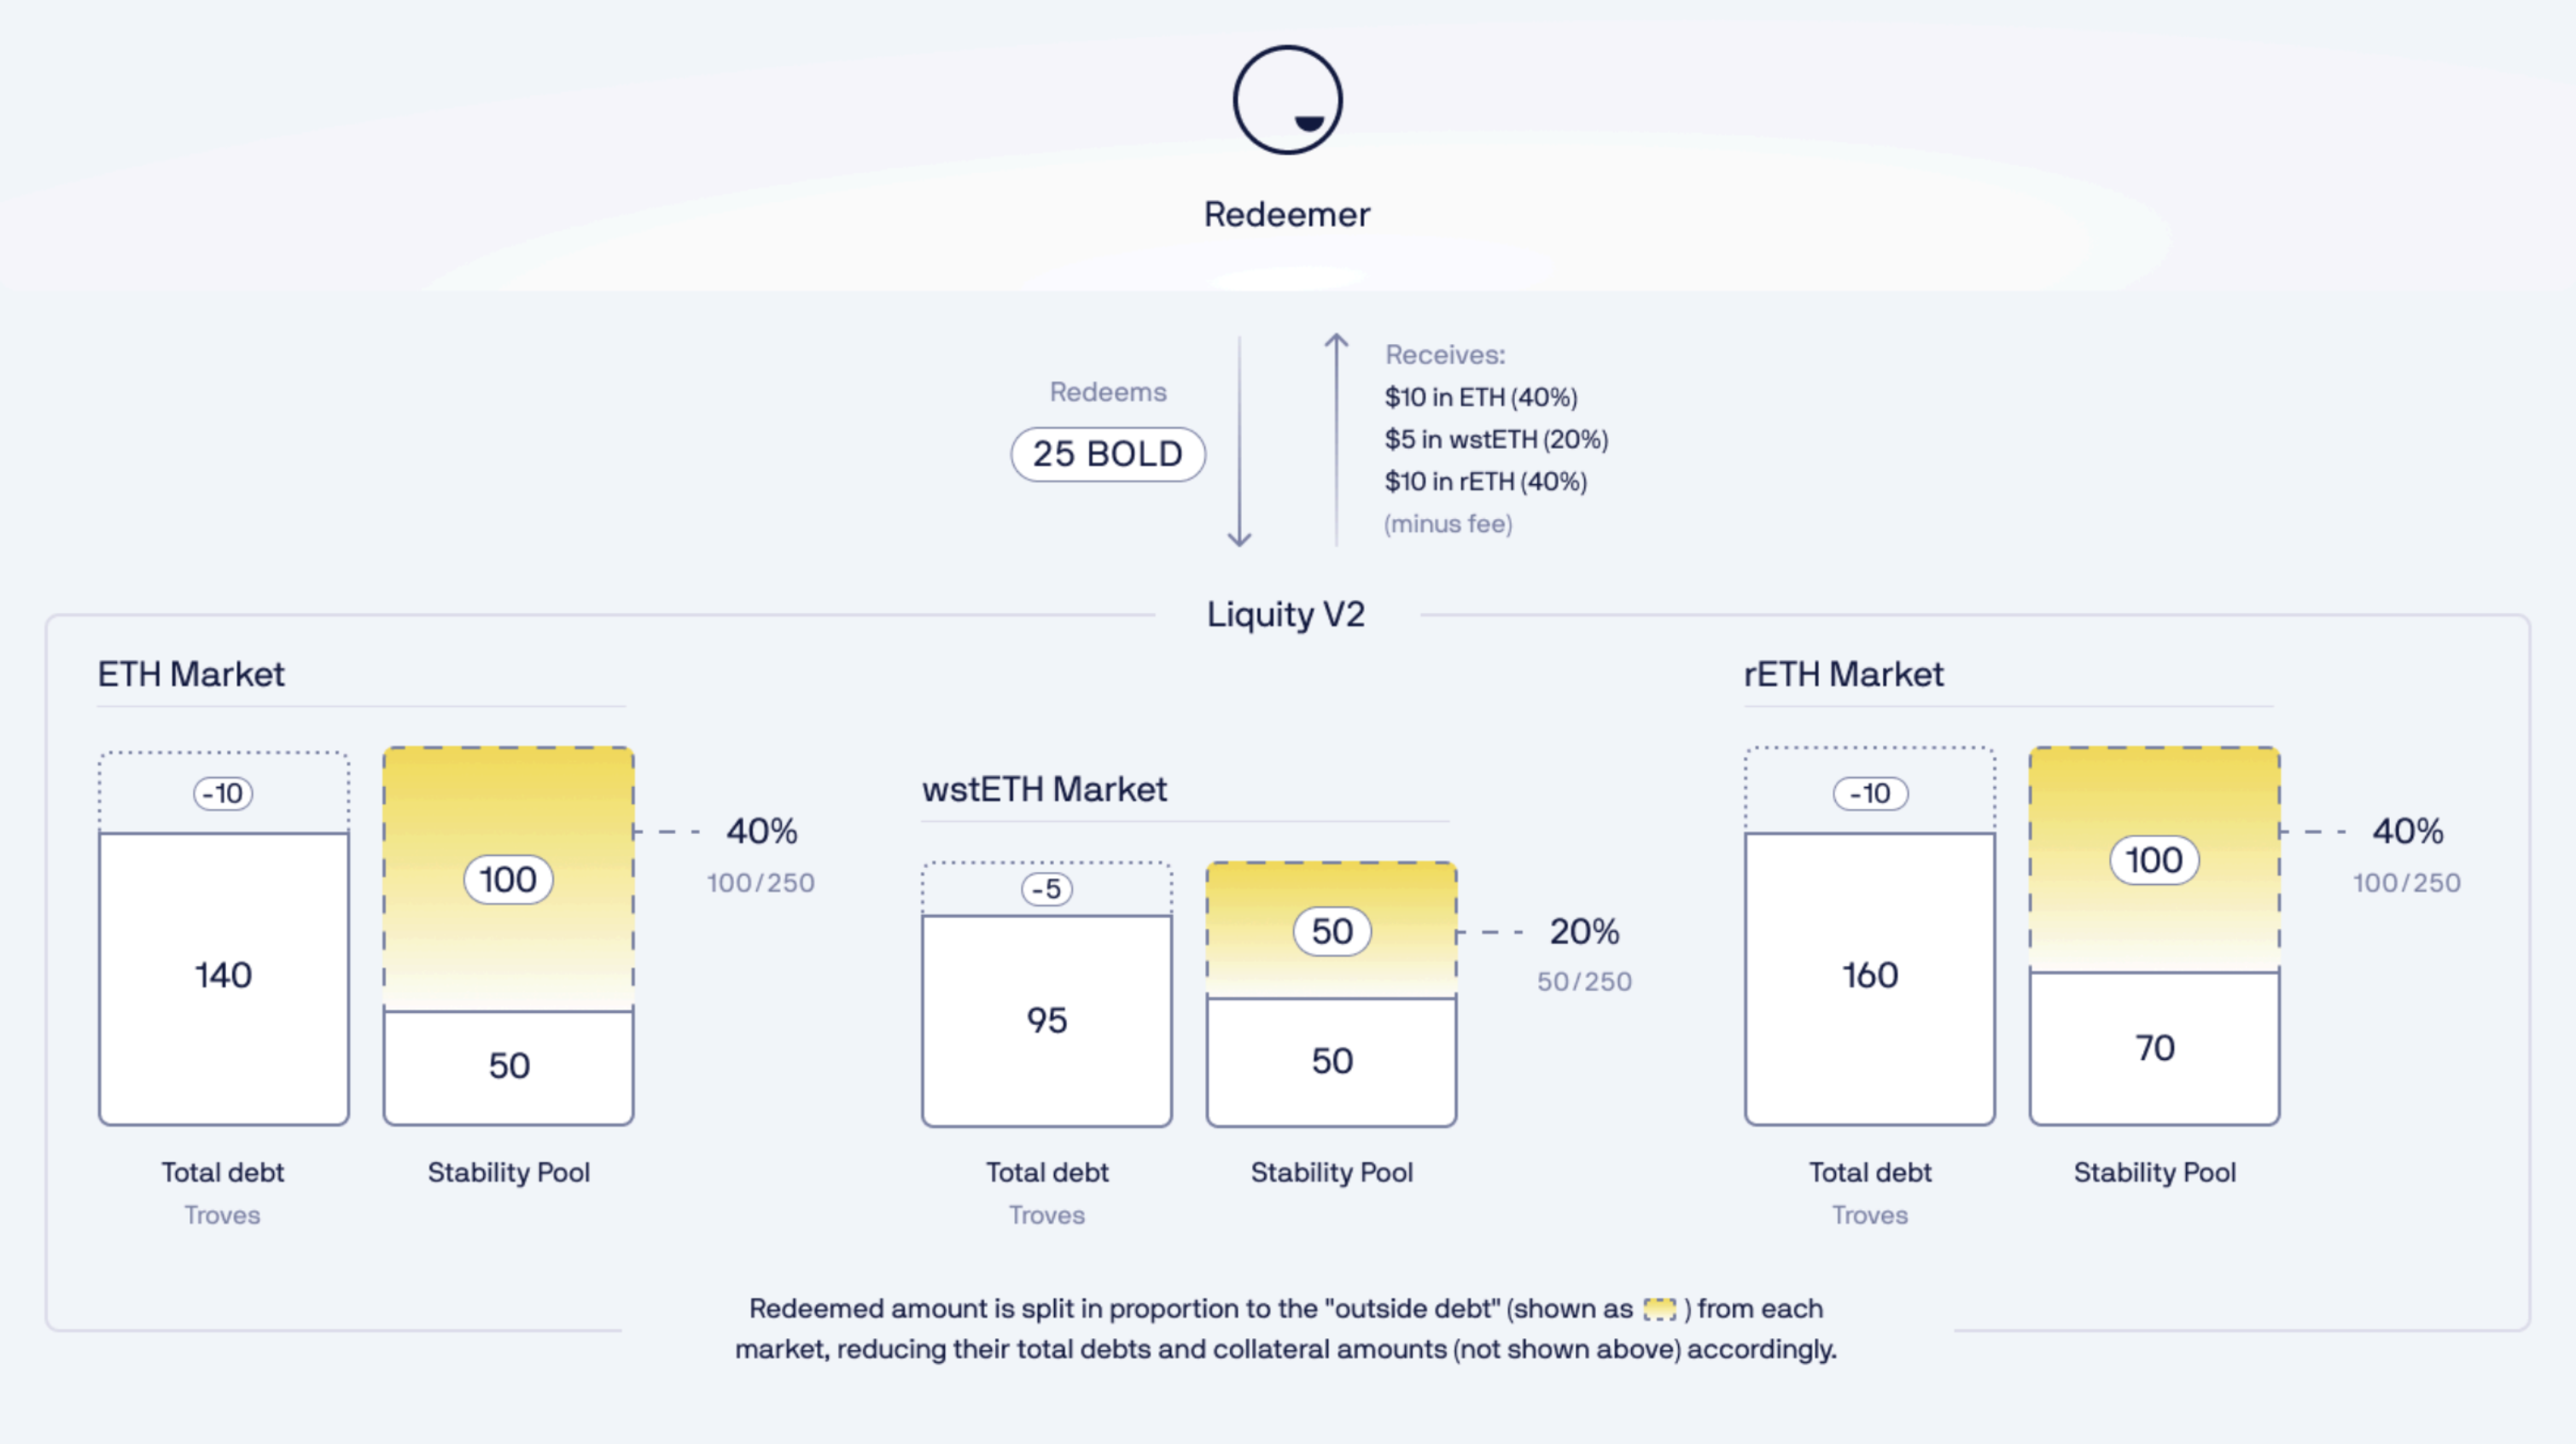 Redeemer
Redeems
25 BOLD
Receives:
$10 in ETH (40%)
$5 in wstETH (20%)
$10 in rETH (40%)
(minus fee)
Liquity V2
ETH Market
-10
140
100
50
40%
100/250
Total debt
Troves
Stability Pool
wstETH Market
-5
95
50
50
20%
50/250
Total debt
Troves
Stability Pool
rETH Market
-10
160
100
70
40%
100/250
Total debt
Troves
Stability Pool
Redeemed amount is split in proportion to the "outside debt" (shown as ) from each
market, reducing their total debts and collateral amounts (not shown above) accordingly.